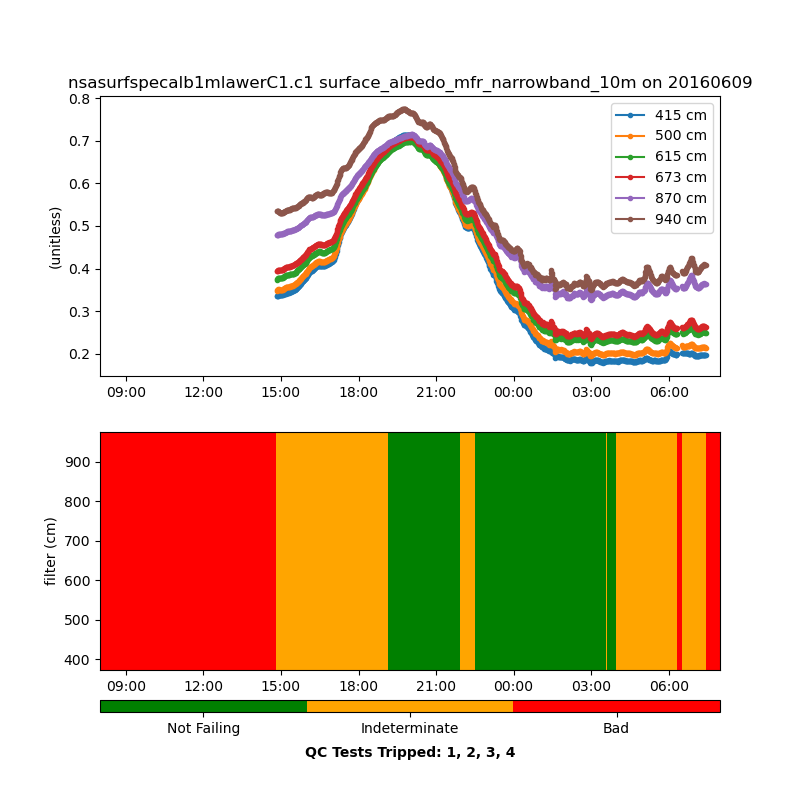 nsasurfspecalb1mlawerC1.c1 surface_albedo_mfr_narrowband_10m on 20160609
0.8
0.7
0.6
0.5
0.4
0.3
0.2
(unitless)
415 cm
500 cm
615 cm
673 cm
870 cm
940 cm
09:00 12:00 15:00 18:00 21:00 00:00 03:00 06:00
900
800
700
600
500
400
filter (cm)
09:00 12:00 15:00 18:00 21:00 00:00 03:00 06:00
Not Failing Indeterminate Bad
QC Tests Tripped: 1, 2, 3, 4